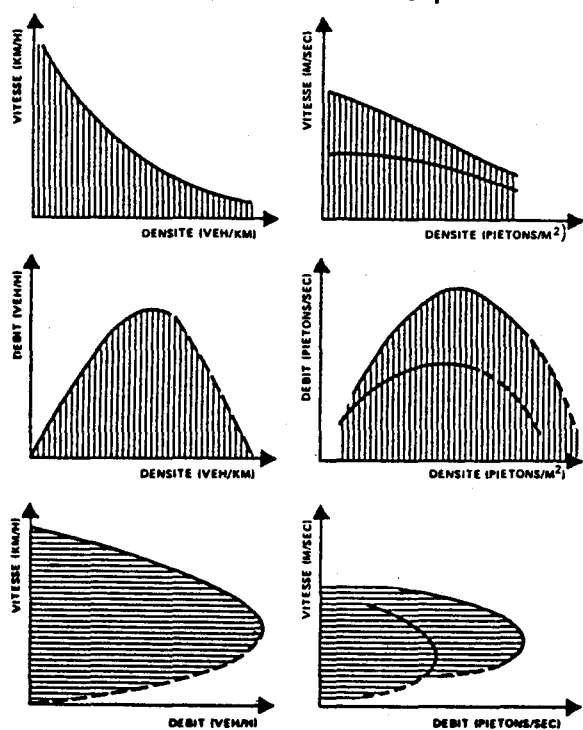 VITESSE (KM/H)
DENSITE (VEH/KM)
VITESSE (M/SEC)
DENSITE (PIETONS/M²)
DEBIT (VEH/H)
DENSITE (VEH/KM)
DEBIT (PIETONS/SEC)
DENSITE (PIETONS/M²)
VITESSE (KM/H)
DEBIT (VEH/H)
VITESSE (M/SEC)
DEBIT (PIETONS/SEC)